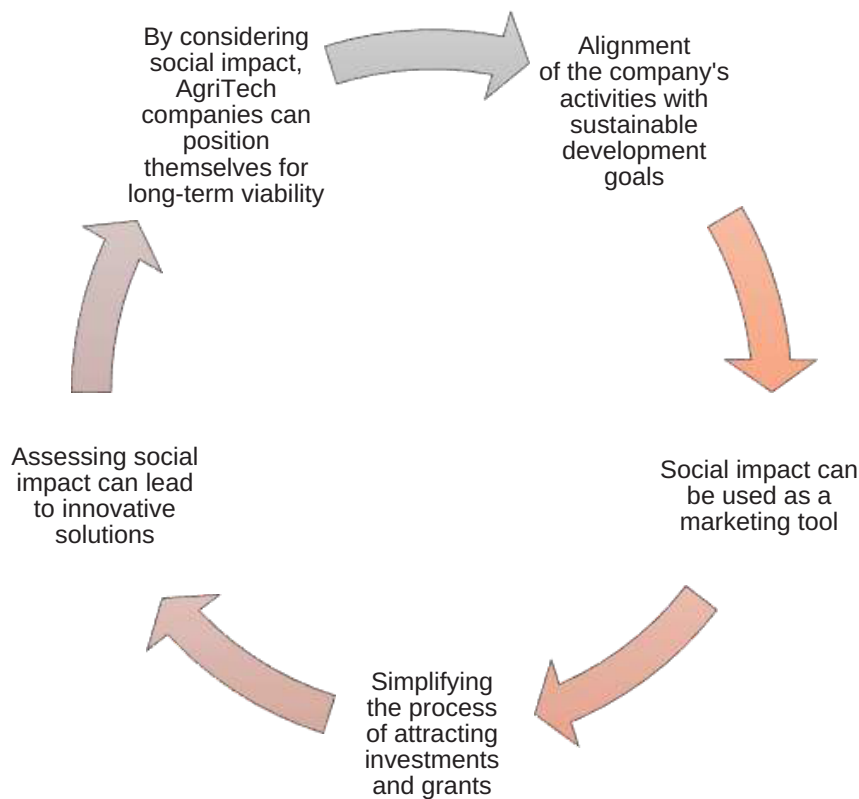 By considering
social impact,
AgriTech
companies can
position
themselves for
long-term viability
Alignment
of the company's
activities with
sustainable
development
goals
Social impact can
be used as a
marketing tool
Simplifying
the process
of attracting
investments
and grants
Assessing social
impact can lead
to innovative
solutions